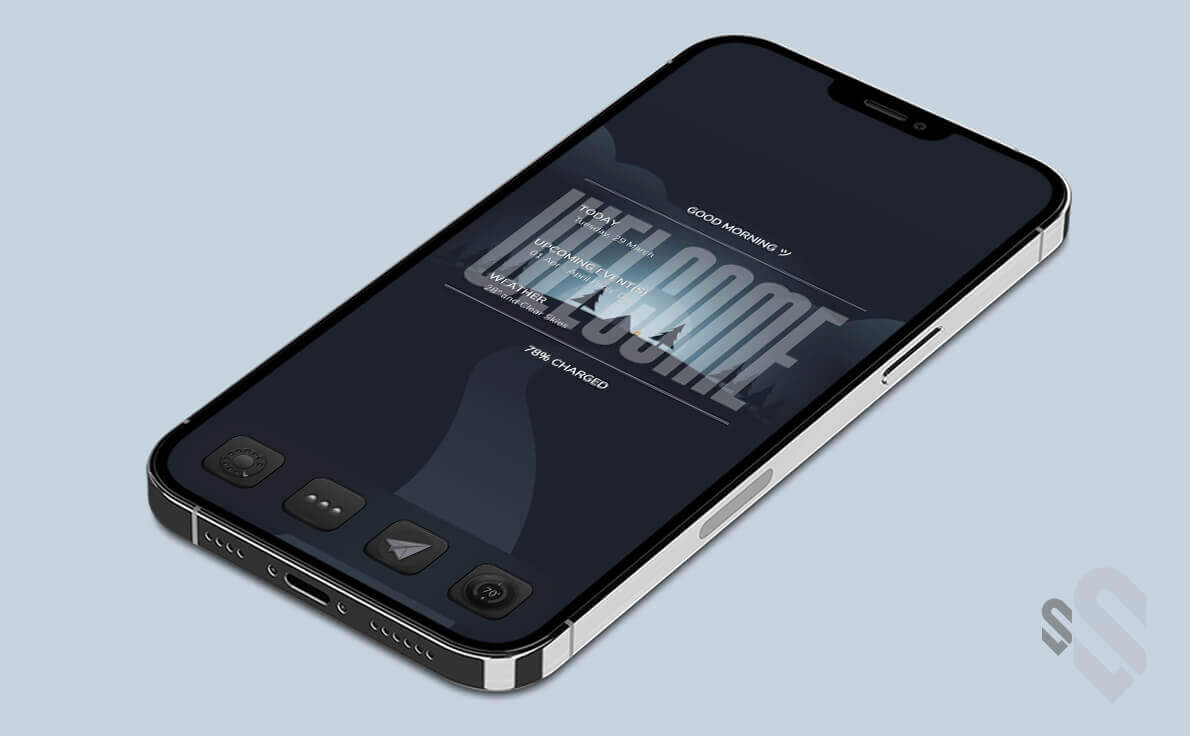 GOOD MORNING
WELCOME
TODAY
Tuesday, 29 March
UPCOMING EVENT(S)
01 Apr - April
WEATHER
28° and Clear Skies
78% CHARGED
70°